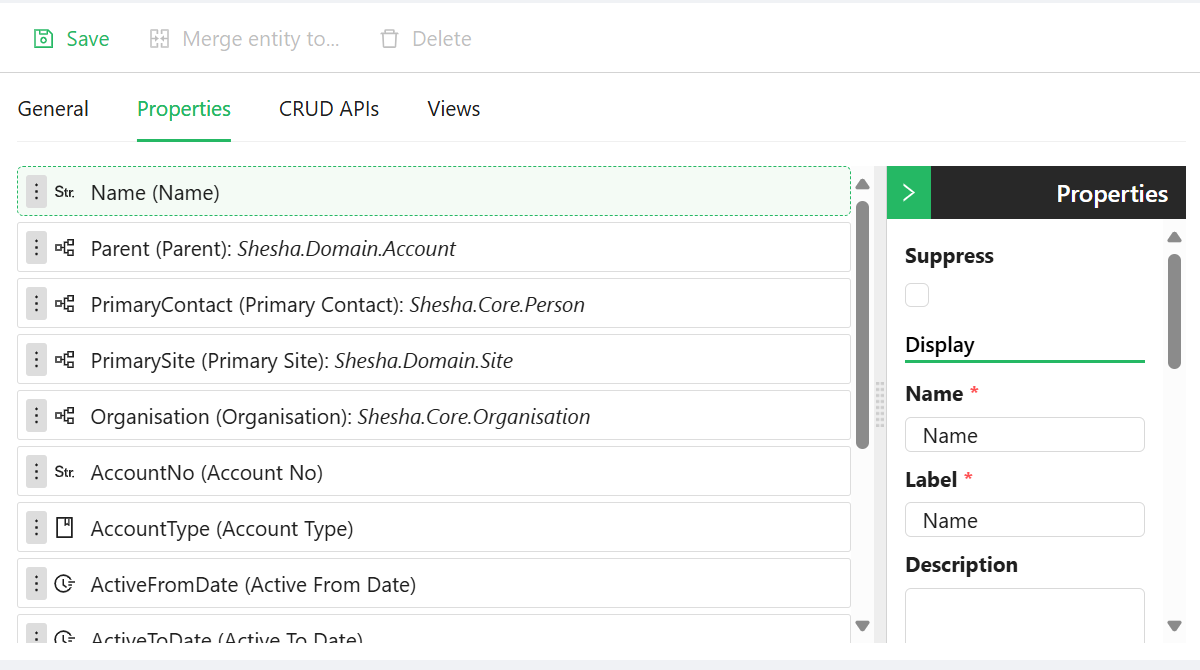 Save Merge entity to... Delete
General Properties CRUD APIs Views
Str. Name (Name)
Parent (Parent): Shesha.Domain.Account
PrimaryContact (Primary Contact): Shesha.Core.Person
PrimarySite (Primary Site): Shesha.Domain.Site
Organisation (Organisation): Shesha.Core.Organisation
Str. AccountNo (Account No)
AccountType (Account Type)
ActiveFromDate (Active From Date)
ActiveToDate (Active To Date)
Properties
Suppress
Display
Name *
Name
Label *
Name
Description